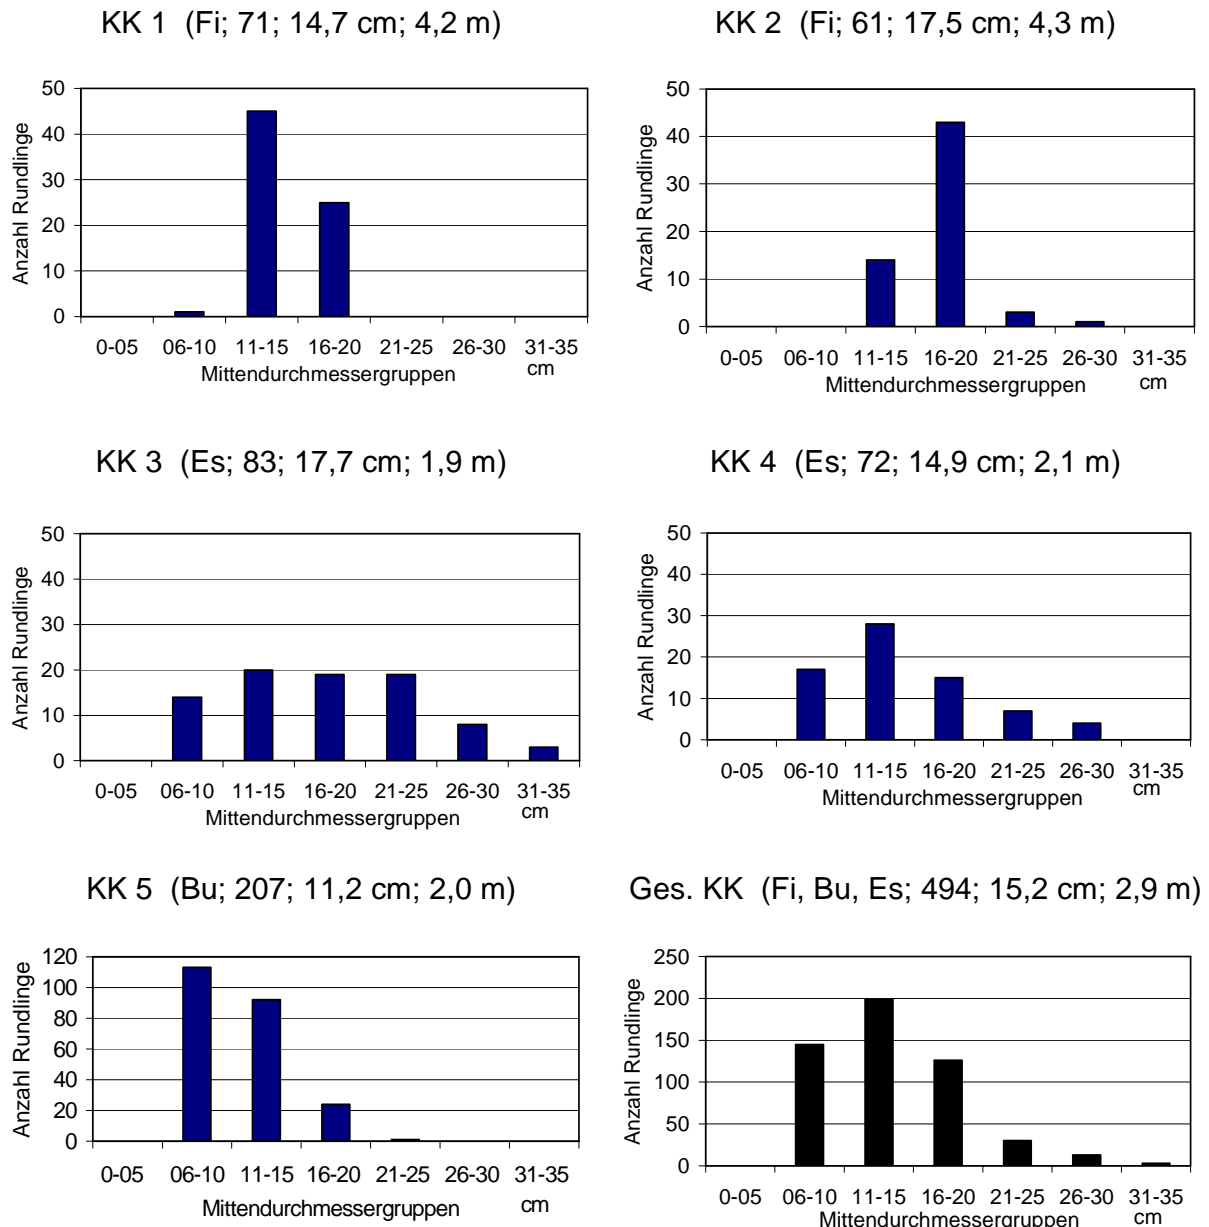 KK 1 (Fi; 71; 14,7 cm; 4,2 m)
Anzahl Rundlinge
50
40
30
20
10
0
0-05 06-10 11-15 16-20 21-25 26-30 31-35
Mittendurchmessergruppen cm
KK 2 (Fi; 61; 17,5 cm; 4,3 m)
Anzahl Rundlinge
50
40
30
20
10
0
0-05 06-10 11-15 16-20 21-25 26-30 31-35
Mittendurchmessergruppen cm
KK 3 (Es; 83; 17,7 cm; 1,9 m)
Anzahl Rundlinge
50
40
30
20
10
0
0-05 06-10 11-15 16-20 21-25 26-30 31-35
Mittendurchmessergruppen cm
KK 4 (Es; 72; 14,9 cm; 2,1 m)
Anzahl Rundlinge
50
40
30
20
10
0
0-05 06-10 11-15 16-20 21-25 26-30 31-35
Mittendurchmessergruppen cm
KK 5 (Bu; 207; 11,2 cm; 2,0 m)
Anzahl Rundlinge
120
100
80
60
40
20
0
0-05 06-10 11-15 16-20 21-25 26-30 31-35
Mittendurchmessergruppen cm
Ges. KK (Fi, Bu, Es; 494; 15,2 cm; 2,9 m)
Anzahl Rundlinge
250
200
150
100
50
0
0-05 06-10 11-15 16-20 21-25 26-30 31-35
Mittendurchmessergruppen cm